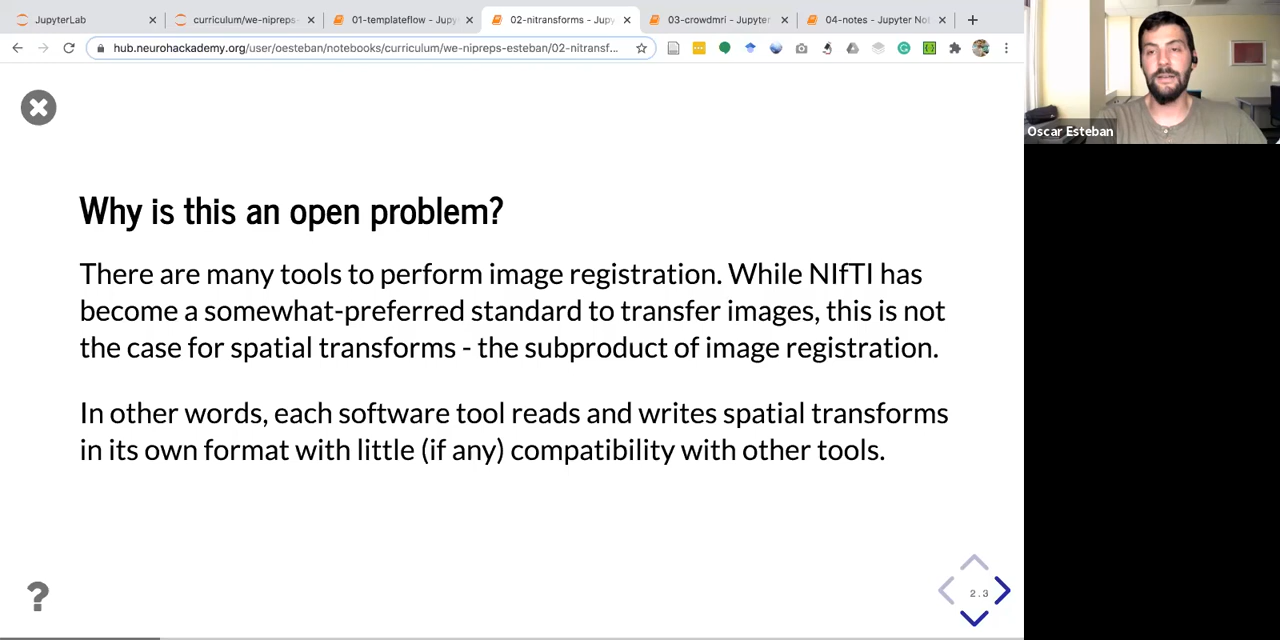 JupyterLab
curriculum/we-nipreps-
01-templateflow - Jupy
02-nitransforms - Jupy
03-crowdmri - Jupyter
04-notes - Jupyter Not
hub.neurohackademy.org/user/oesteban/notebooks/curriculum/we-nipreps-esteban/02-nitransf...
Oscar Esteban
Why is this an open problem?
There are many tools to perform image registration. While NIfTI has
become a somewhat-preferred standard to transfer images, this is not
the case for spatial transforms - the subproduct of image registration.
In other words, each software tool reads and writes spatial transforms
in its own format with little (if any) compatibility with other tools.
?
2.3